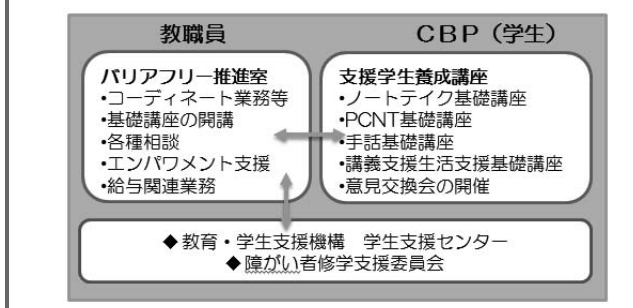 教職員
バリアフリー推進室
•コーディネート業務等
•基礎講座の開講
•各種相談
•エンパワメント支援
•給与関連業務
CBP（学生）
支援学生養成講座
•ノートテイク基礎講座
•PCNT基礎講座
•手話基礎講座
•講義支援生活支援基礎講座
•意見交換会の開催
◆教育・学生支援機構　学生支援センター
◆障がい者修学支援委員会